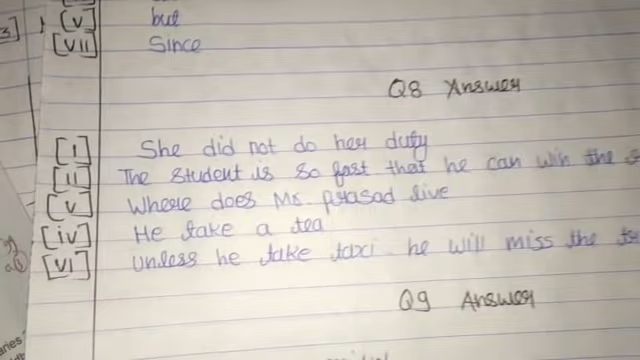 [v] but
[vii] Since
Q8 Answer
[i] She did not do her duty
[ii] The student is so fast that he can win the
[v] Where does Mr. prasad live
[iv] He take a tea
[vi] unless he take taxi he will miss the
Q9 Answer